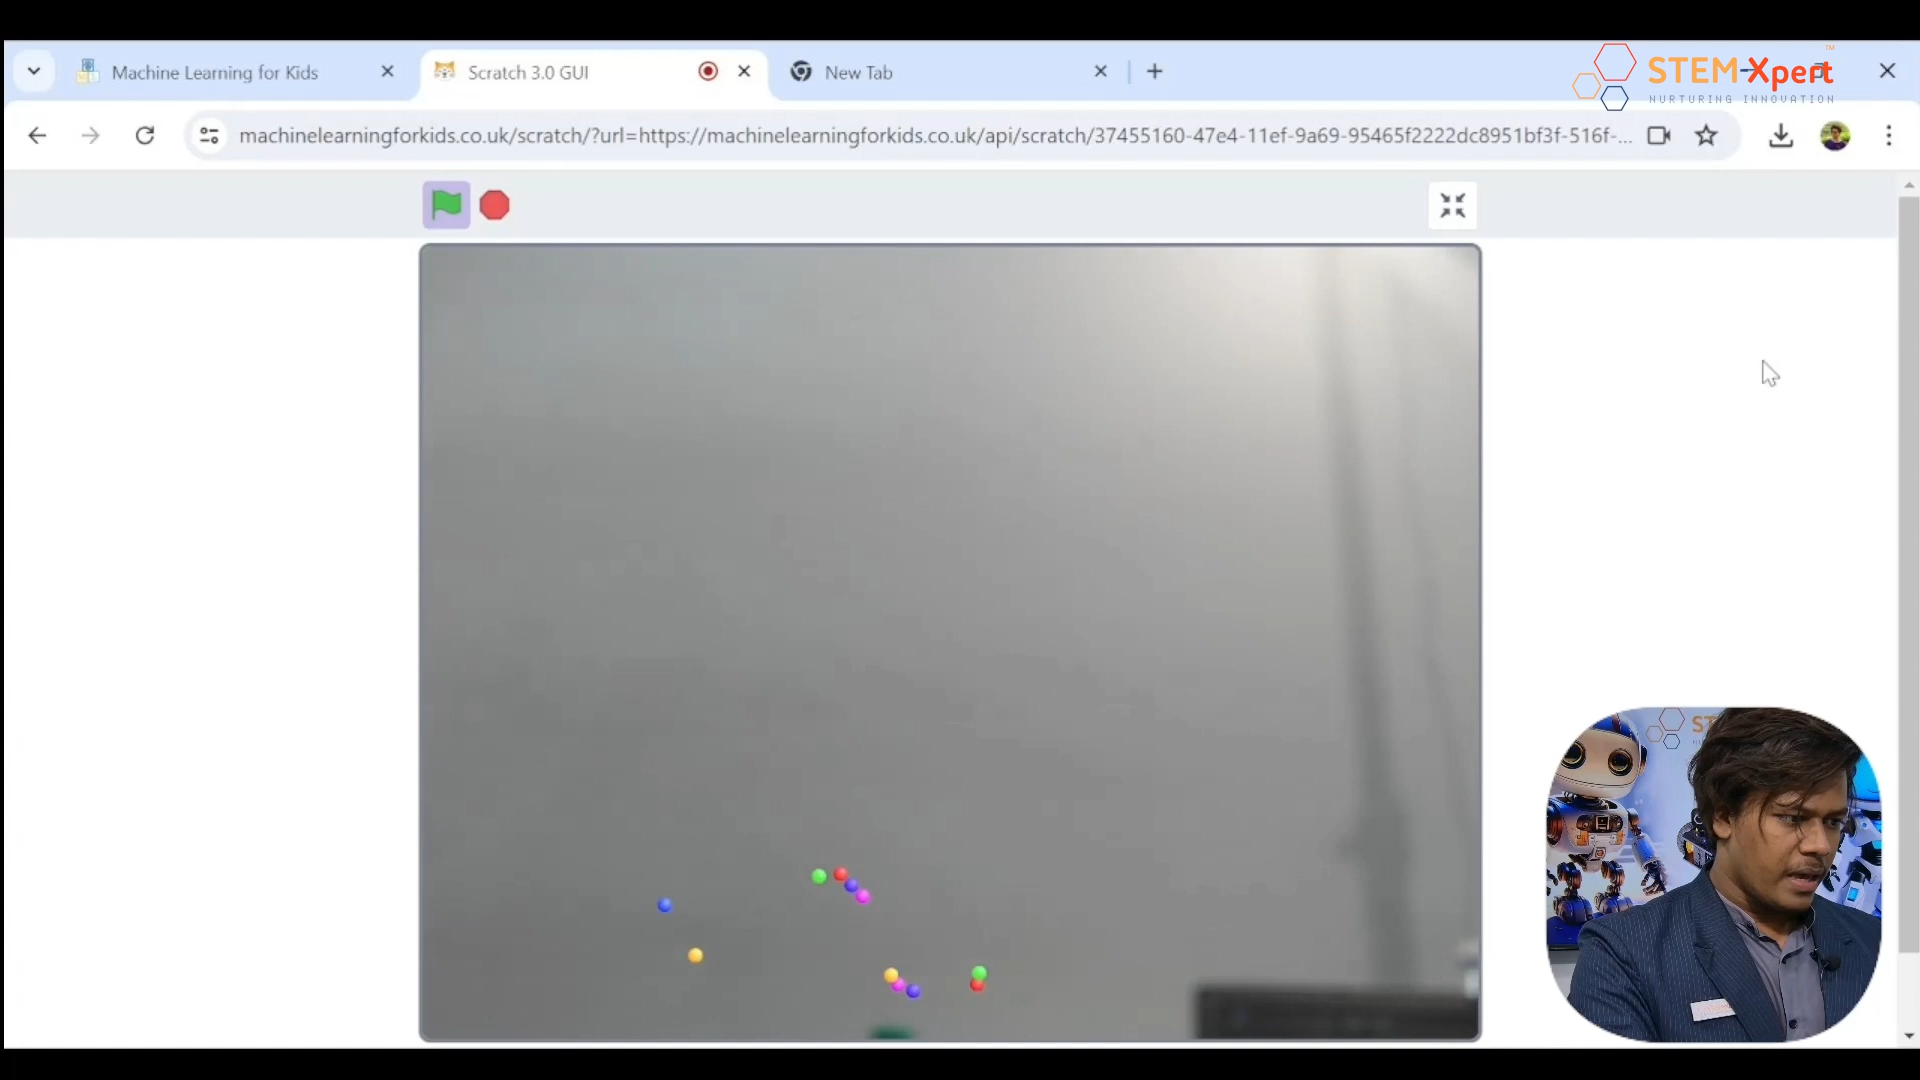 Machine Learning for Kids
Scratch 3.0 GUI
New Tab
STEM-Xpert
TM
NURTURING INNOVATION
machinelearningforkids.co.uk/scratch/?url=https://machinelearningforkids.co.uk/api/scratch/37455160-47e4-11ef-9a69-95465f2222dc8951bf3f-516f-...